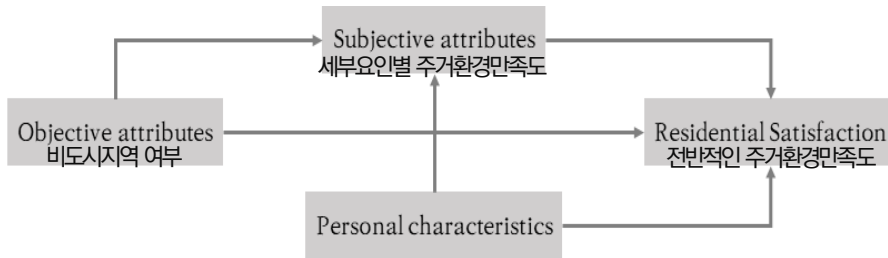 Subjective attributes
세부요인별 주거환경만족도
Objective attributes
비도시지역 여부
Residential Satisfaction
전반적인 주거환경만족도
Personal characteristics